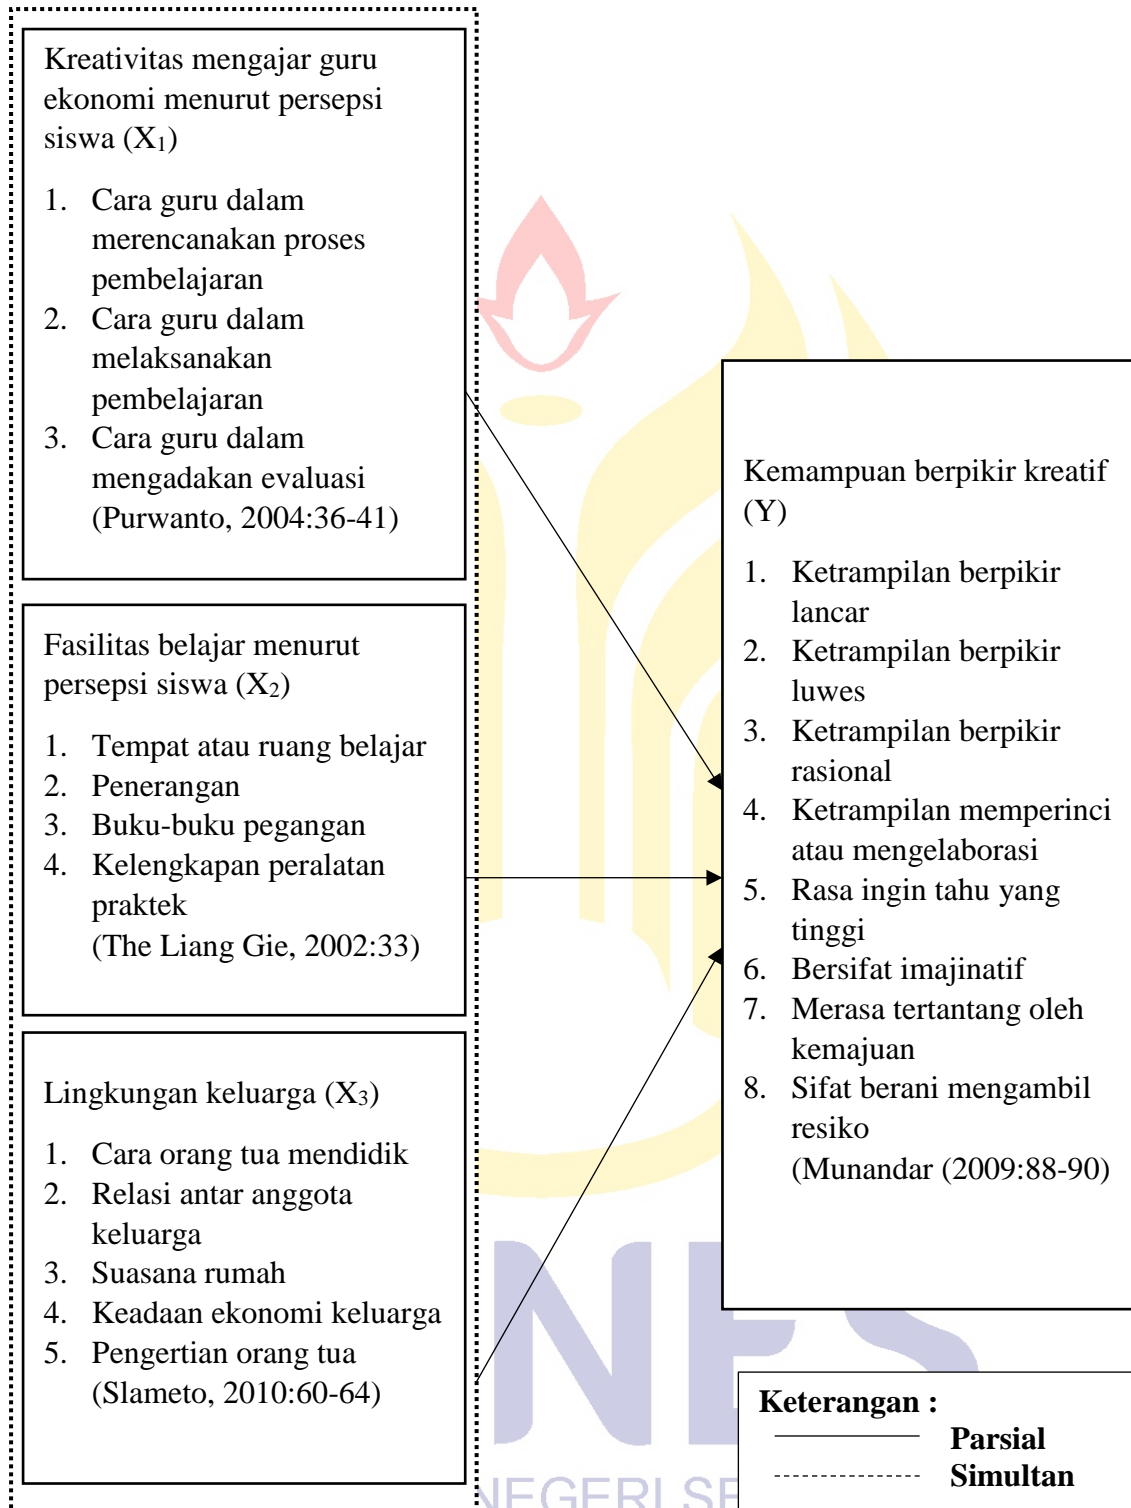 Kreativitas mengajar guru
ekonomi menurut persepsi
siswa (X₁)
1. Cara guru dalam
merencanakan proses
pembelajaran
2. Cara guru dalam
melaksanakan
pembelajaran
3. Cara guru dalam
mengadakan evaluasi
(Purwanto, 2004:36-41)
Fasilitas belajar menurut
persepsi siswa (X₂)
1. Tempat atau ruang belajar
2. Penerangan
3. Buku-buku pegangan
4. Kelengkapan peralatan
praktek
(The Liang Gie, 2002:33)
Lingkungan keluarga (X₃)
1. Cara orang tua mendidik
2. Relasi antar anggota
keluarga
3. Suasana rumah
4. Keadaan ekonomi keluarga
5. Pengertian orang tua
(Slameto, 2010:60-64)
Kemampuan berpikir kreatif
(Y)
1. Ketrampilan berpikir
lancar
2. Ketrampilan berpikir
luwes
3. Ketrampilan berpikir
rasional
4. Ketrampilan memperinci
atau mengelaborasi
5. Rasa ingin tahu yang
tinggi
6. Bersifat imajinatif
7. Merasa tertantang oleh
kemajuan
8. Sifat berani mengambil
resiko
(Munandar (2009:88-90)
Keterangan :
Parsial
Simultan
NEGERI